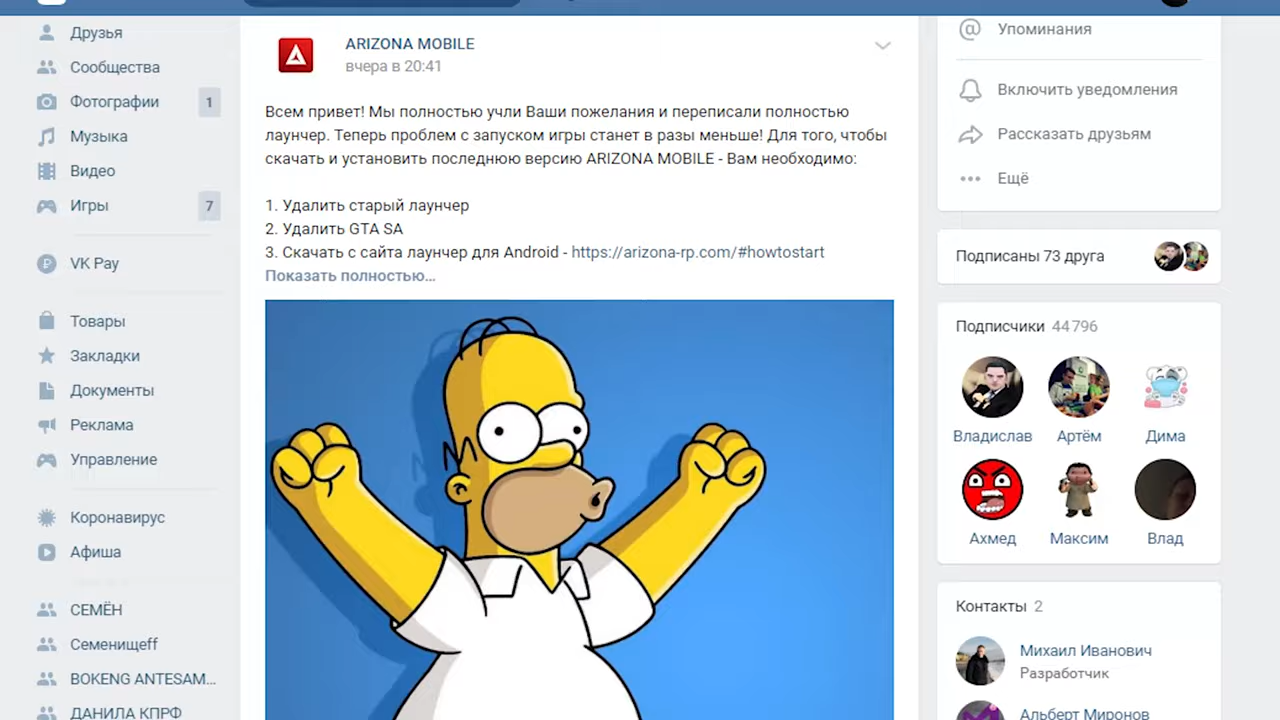 Друзья
Сообщества
Фотографии 1
Музыка
Видео
Игры 7
VK Pay
Товары
Закладки
Документы
Реклама
Управление
Коронавирус
Афиша
СЕМЁН
Семенищеff
BOKENG ANTESAM...
ДАНИЛА КПРФ
ARIZONA MOBILE
вчера в 20:41
Всем привет! Мы полностью учли Ваши пожелания и переписали полностью
лаунчер. Теперь проблем с запуском игры станет в разы меньше! Для того, чтобы
скачать и установить последнюю версию ARIZONA MOBILE - Вам необходимо:
1. Удалить старый лаунчер
2. Удалить GTA SA
3. Скачать с сайта лаунчер для Android - https://arizona-rp.com/#howtostart
Показать полностью...
Упоминания
Включить уведомления
Рассказать друзьям
Ещё
Подписаны 73 друга
Подписчики 44 796
Владислав Артём Дима
Ахмед Максим Влад
Контакты 2
Михаил Иванович
Разработчик
Альберт Миронов